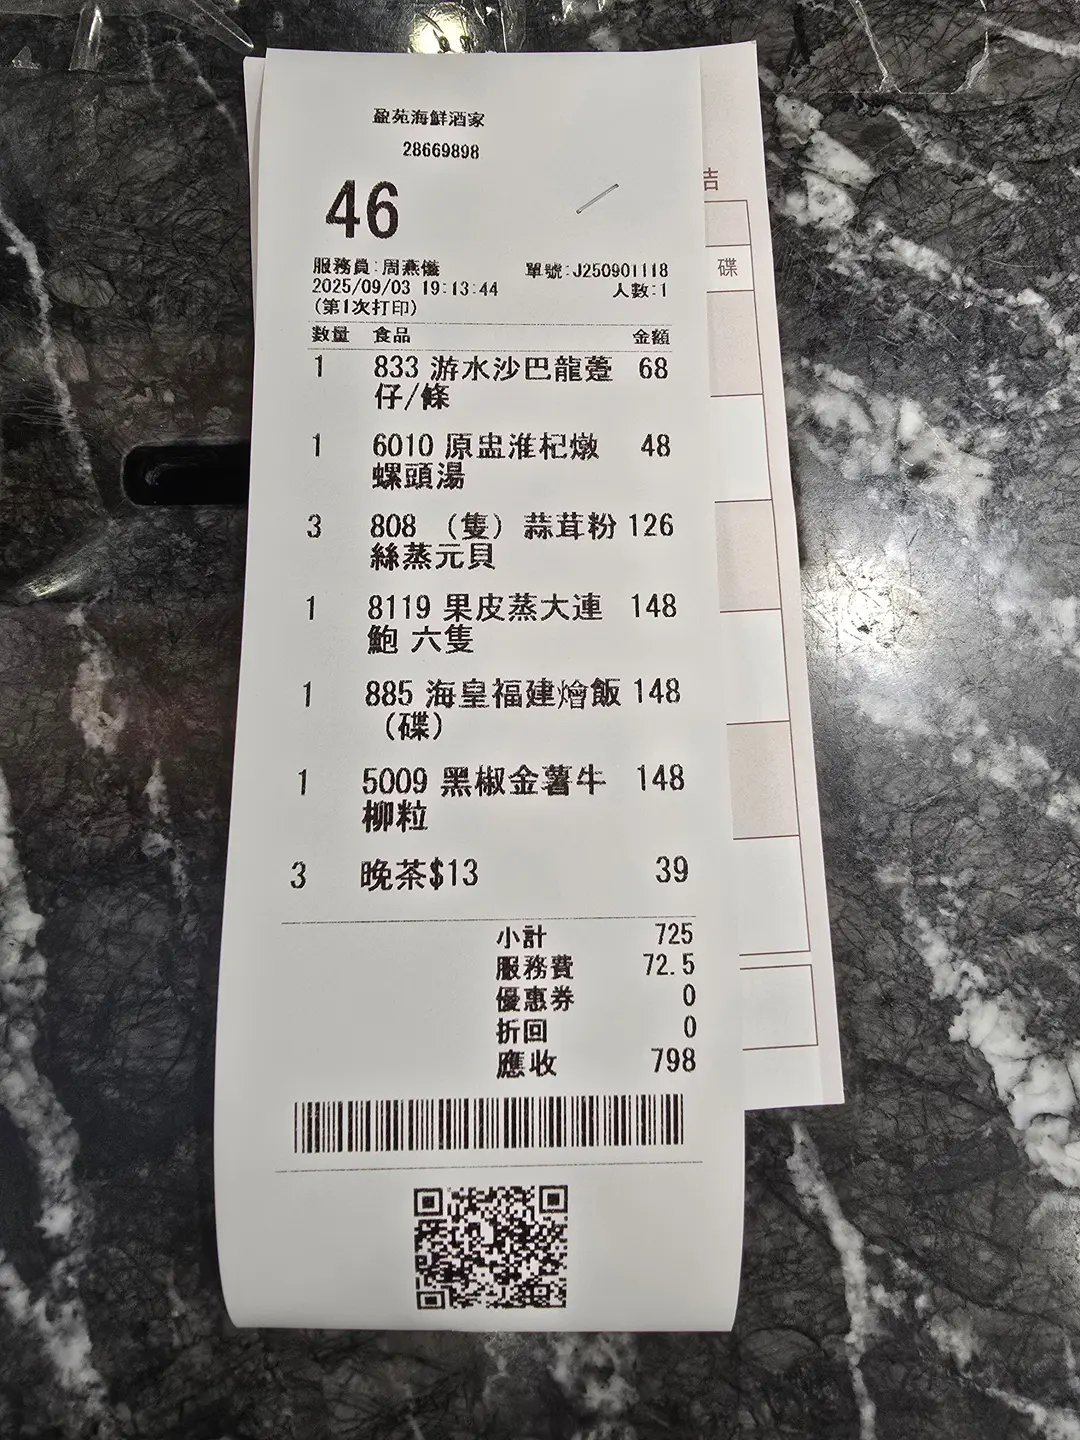 盈苑海鮮酒家
28669898
46
服務員:周燕儀
單號:J250901118
2025/09/03 19:13:44
人數:1
(第1次打印)
數量 食品 金額
1 833 游水沙巴龍躉 68
仔/條
1 6010 原盅淮杞燉 48
螺頭湯
3 808 (隻) 蒜茸粉 126
絲蒸元貝
1 8119 果皮蒸大連 148
鮑 六隻
1 885 海皇福建燴飯 148
(碟)
1 5009 黑椒金薯牛 148
柳粒
3 晚茶$13 39
小計 725
服務費 72.5
優惠券 0
折回 0
應收 798
碟